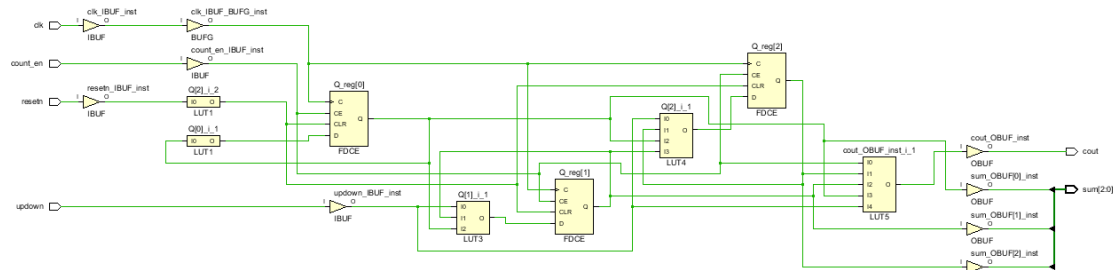 clk
clk_IBUF_inst
I
O
IBUF
clk_IBUF_BUFG_inst
I
O
BUFG
count_en
count_en_IBUF_inst
I
O
IBUF
resetn
resetn_IBUF_inst
I
O
IBUF
Q[2]_i_2
I0
O
LUT1
Q[0]_i_1
I0
O
LUT1
Q_reg[0]
C
CE
CLR
D
Q
FDCE
updown
updown_IBUF_inst
I
O
IBUF
Q[1]_i_1
I0
I1
I2
O
LUT3
Q_reg[1]
C
CE
CLR
D
Q
FDCE
Q[2]_i_1
I0
I1
I2
I3
O
LUT4
Q_reg[2]
C
CE
CLR
D
Q
FDCE
cout_OBUF_inst_i_1
I0
I1
I2
I3
I4
O
LUT5
cout_OBUF_inst
I
O
OBUF
cout
sum_OBUF[0]_inst
I
O
OBUF
sum[2:0]
sum_OBUF[1]_inst
I
O
OBUF
sum_OBUF[2]_inst
I
O
OBUF